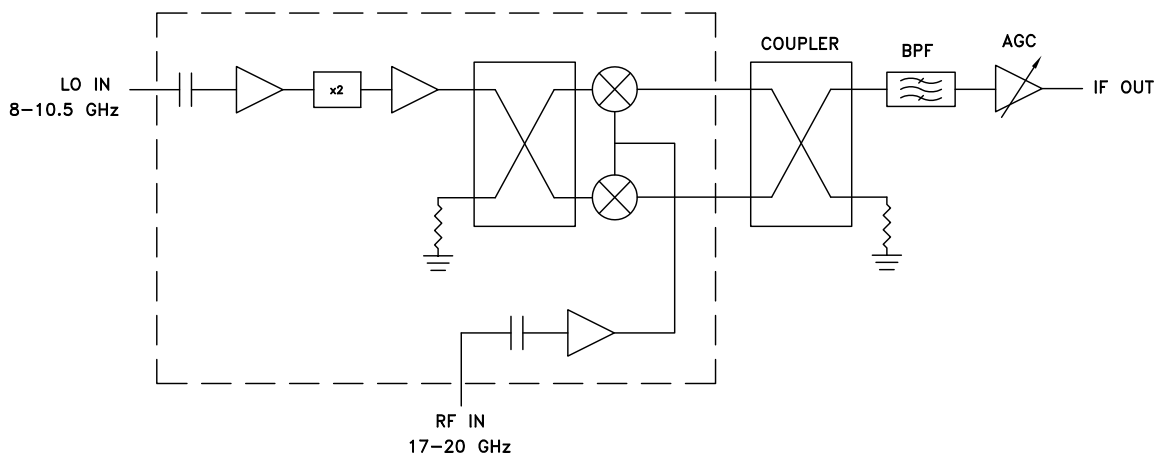 LO IN
8–10.5 GHz
x2
COUPLER
BPF
AGC
IF OUT
RF IN
17–20 GHz